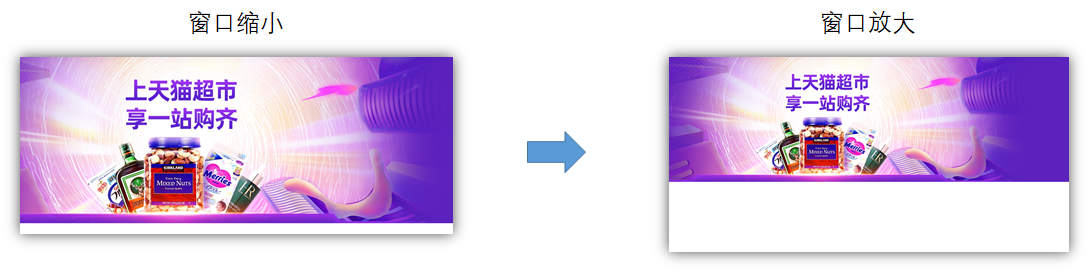 窗口缩小
窗口放大
上天猫超市
享一站购齐
KIRKLAND
MIXED NUTS
Merries
上天猫超市
享一站购齐
MIXED NUTS
Merries